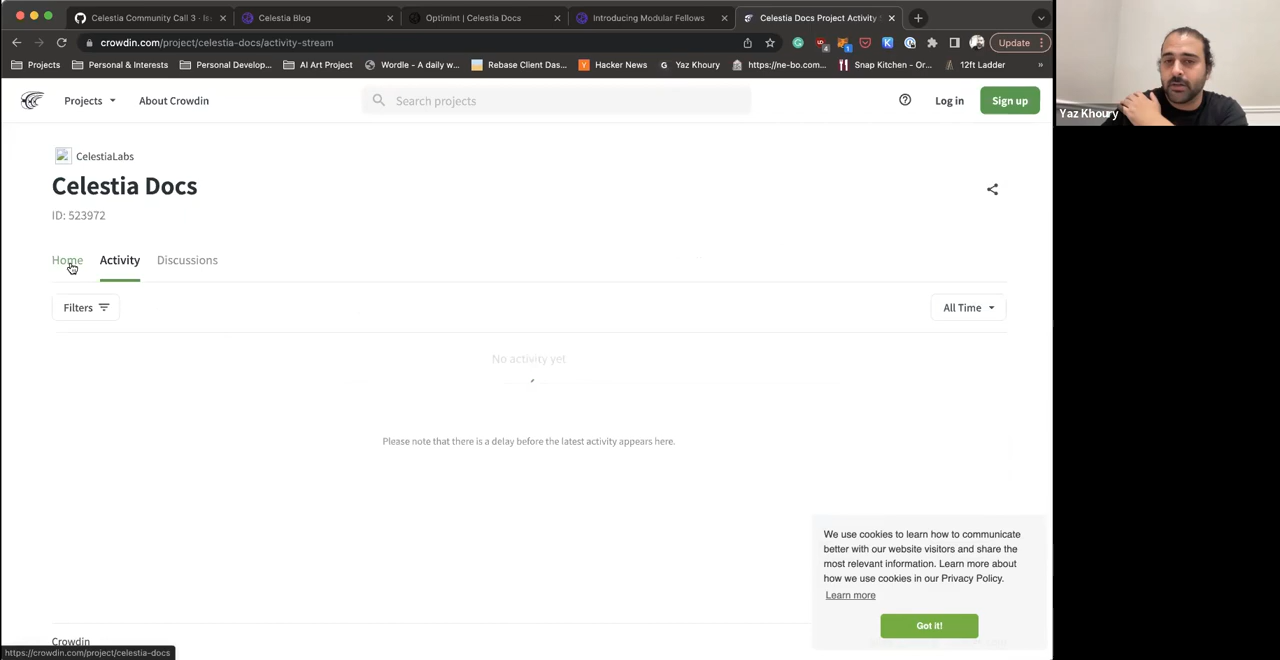 Celestia Community Call 3 · Iss
Celestia Blog
Optimint | Celestia Docs
Introducing Modular Fellows
Celestia Docs Project Activity S
crowdin.com/project/celestia-docs/activity-stream
Update
Projects
Personal & Interests
Personal Develop...
AI Art Project
Wordle - A daily w...
Rebase Client Das...
Hacker News
Yaz Khoury
https://ne-bo.com...
Snap Kitchen - Or...
12ft Ladder
»
Projects
About Crowdin
Search projects
Log in
Sign up
Yaz Khoury
CelestiaLabs
Celestia Docs
ID: 523972
Home
Activity
Discussions
Filters
All Time
No activity yet
Please note that there is a delay before the latest activity appears here.
We use cookies to learn how to communicate
better with our website visitors and share the
most relevant information. Learn more about
how we use cookies in our Privacy Policy.
Learn more
Got it!
Crowdin
https://crowdin.com/project/celestia-docs